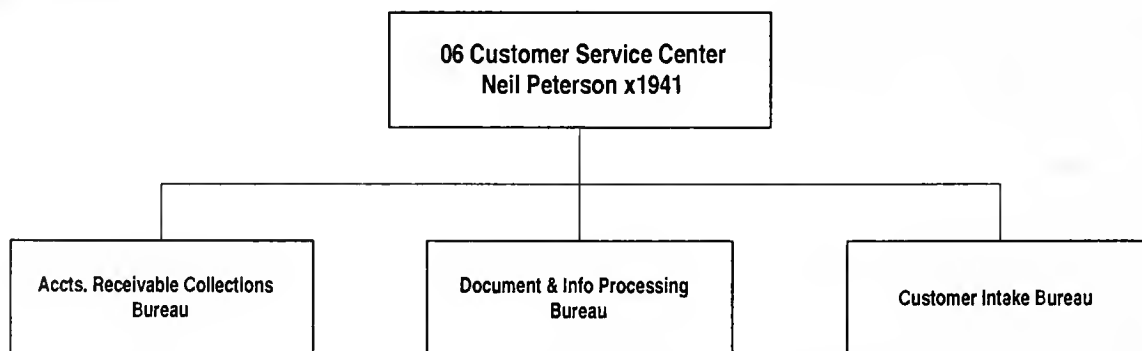 06 Customer Service Center
Neil Peterson x1941
Accts. Receivable Collections
Bureau
Document & Info Processing
Bureau
Customer Intake Bureau